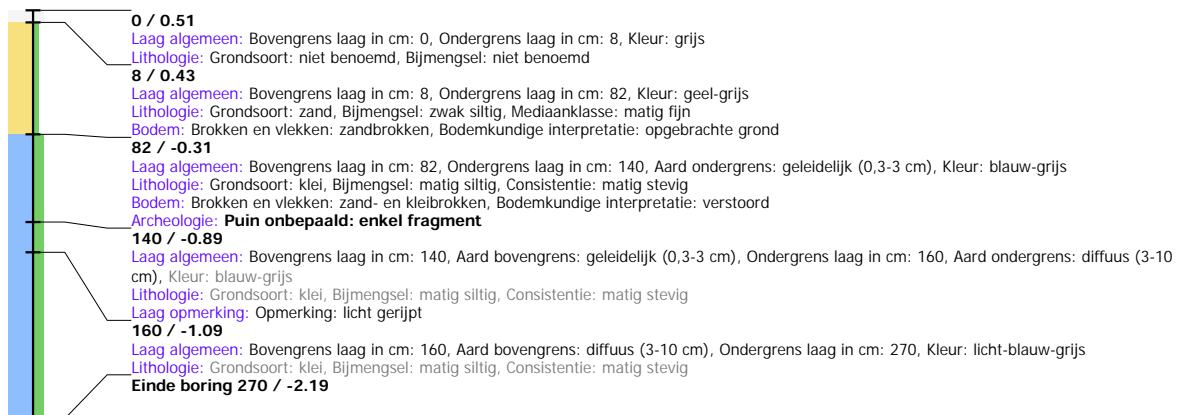 0 / 0.51
Laag algemeen: Bovengrens laag in cm: 0, Ondergrens laag in cm: 8, Kleur: grijs
Lithologie: Grondsoort: niet benoemd, Bijmengsel: niet benoemd
8 / 0.43
Laag algemeen: Bovengrens laag in cm: 8, Ondergrens laag in cm: 82, Kleur: geel-grijs
Lithologie: Grondsoort: zand, Bijmengsel: zwak siltig, Mediaanklasse: matig fijn
Bodem: Brokken en vlekken: zandbrokken, Bodemkundige interpretatie: opgebrachte grond
82 / -0.31
Laag algemeen: Bovengrens laag in cm: 82, Ondergrens laag in cm: 140, Aard ondergrens: geleidelijk (0,3-3 cm), Kleur: blauw-grijs
Lithologie: Grondsoort: klei, Bijmengsel: matig siltig, Consistentie: matig stevig
Bodem: Brokken en vlekken: zand- en kleibrokken, Bodemkundige interpretatie: verstoord
Archeologie: Puin onbepaald: enkel fragment
140 / -0.89
Laag algemeen: Bovengrens laag in cm: 140, Aard bovengrens: geleidelijk (0,3-3 cm), Ondergrens laag in cm: 160, Aard ondergrens: diffuus (3-10
cm), Kleur: blauw-grijs
Lithologie: Grondsoort: klei, Bijmengsel: matig siltig, Consistentie: matig stevig
Laag opmerking: Opmerking: licht gerijpt
160 / -1.09
Laag algemeen: Bovengrens laag in cm: 160, Aard bovengrens: diffuus (3-10 cm), Ondergrens laag in cm: 270, Kleur: licht-blauw-grijs
Lithologie: Grondsoort: klei, Bijmengsel: matig siltig, Consistentie: matig stevig
Einde boring 270 / -2.19